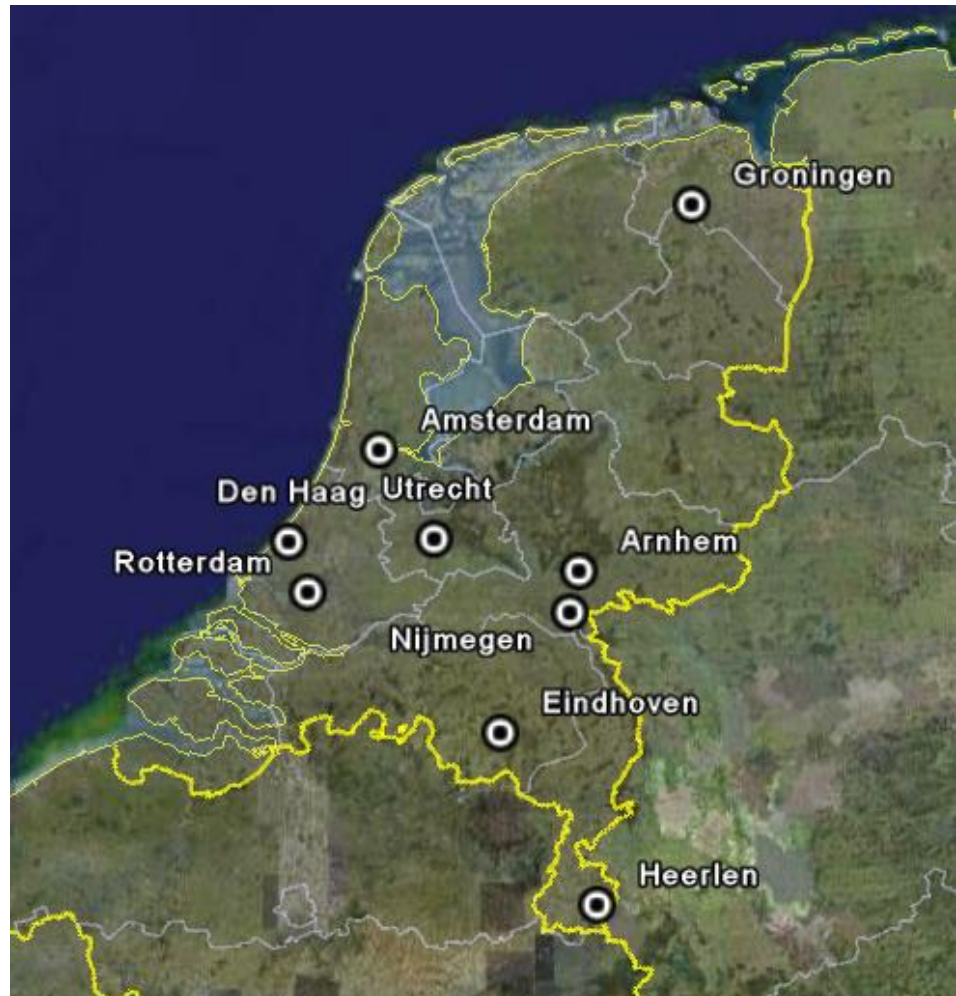 Groningen
Amsterdam
Den Haag
Utrecht
Rotterdam
Arnhem
Nijmegen
Eindhoven
Heerlen